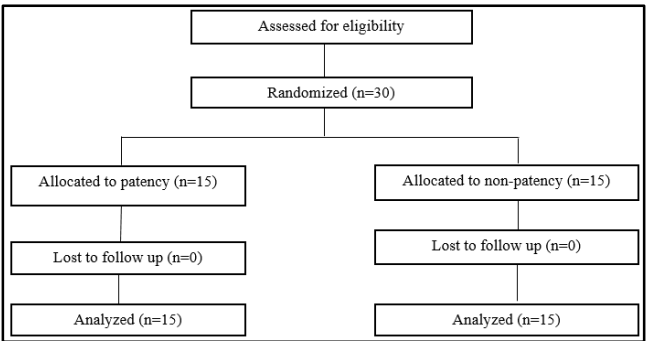 Assessed for eligibility
Randomized (n=30)
Allocated to patency (n=15)
Allocated to non-patency (n=15)
Lost to follow up (n=0)
Lost to follow up (n=0)
Analyzed (n=15)
Analyzed (n=15)